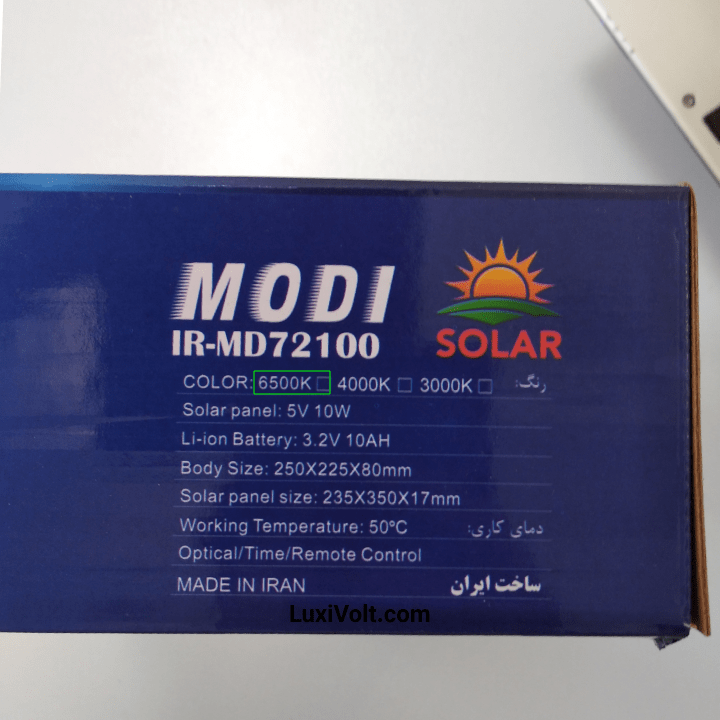 MODI
IR-MD72100
SOLAR
COLOR: 6500K □ 4000K □ 3000K □ رنگ:
Solar panel: 5V 10W
Li-ion Battery: 3.2V 10AH
Body Size: 250X225X80mm
Solar panel size: 235X350X17mm
Working Temperature: 50ºC دمای کاری:
Optical/Time/Remote Control
MADE IN IRAN ساخت ایران
LuxiVolt.com